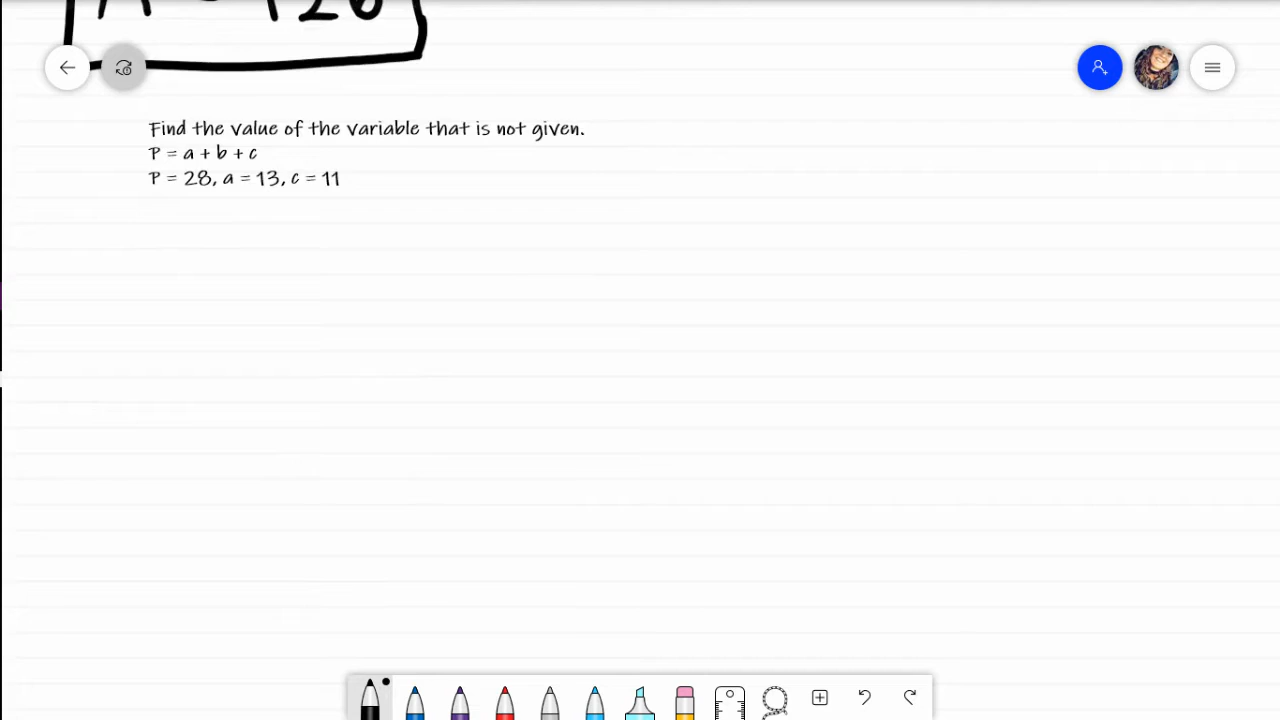 Find the value of the variable that is not given.
P = a + b + c
P = 28, a = 13, c = 11